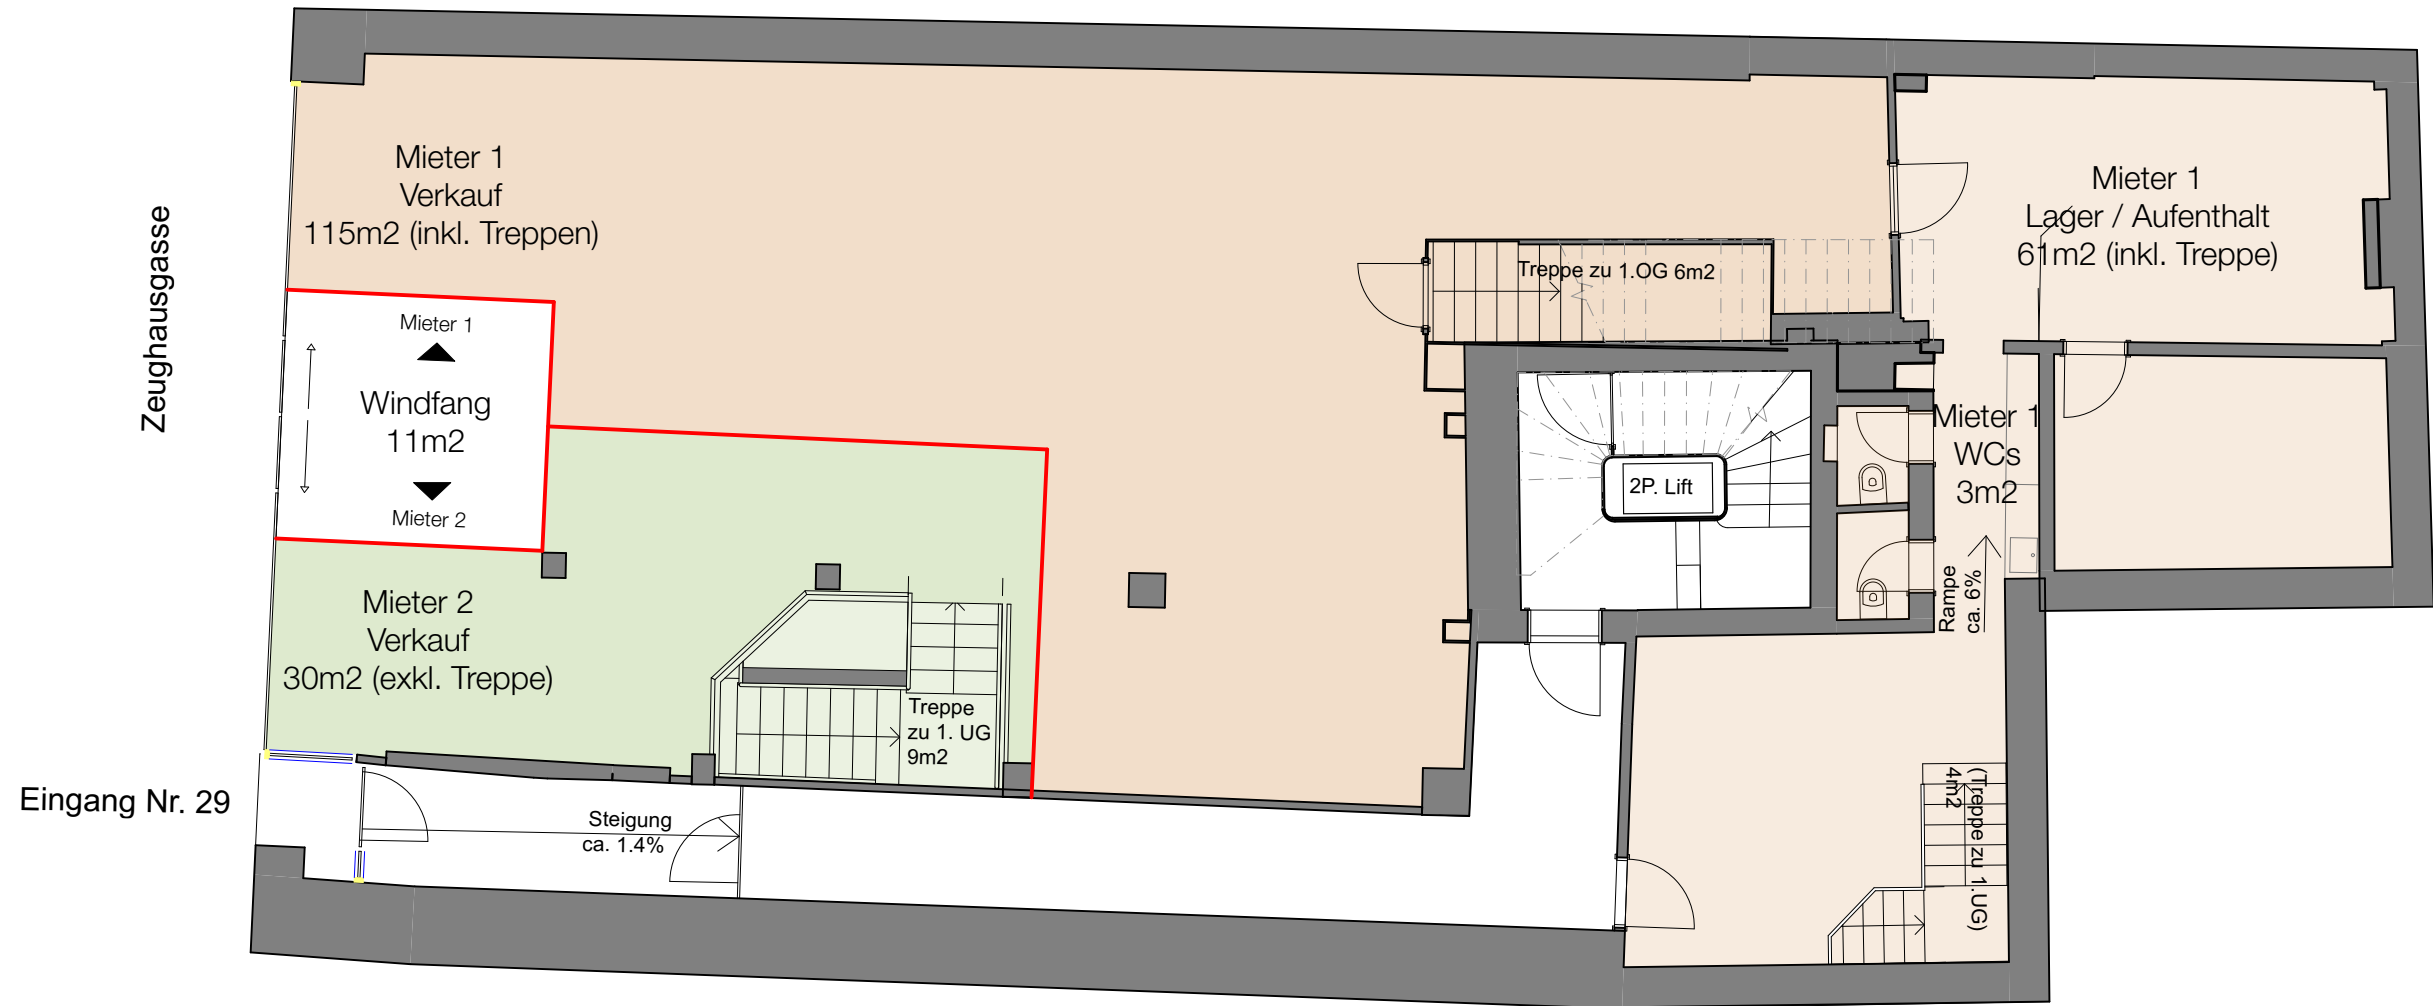 Zeughausgasse
Mieter 1
Verkauf
115m2 (inkl. Treppen)
Mieter 1
Lager / Aufenthalt
61m2 (inkl. Treppe)
Treppe zu 1.OG 6m2
Mieter 1
Windfang
11m2
Mieter 2
Mieter 1
WCs
3m2
2P. Lift
Rampe
ca. 6%
Mieter 2
Verkauf
30m2 (exkl. Treppe)
Treppe
zu 1. UG
9m2
(Treppe zu 1.UG)
4m2
Eingang Nr. 29
Steigung
ca. 1.4%